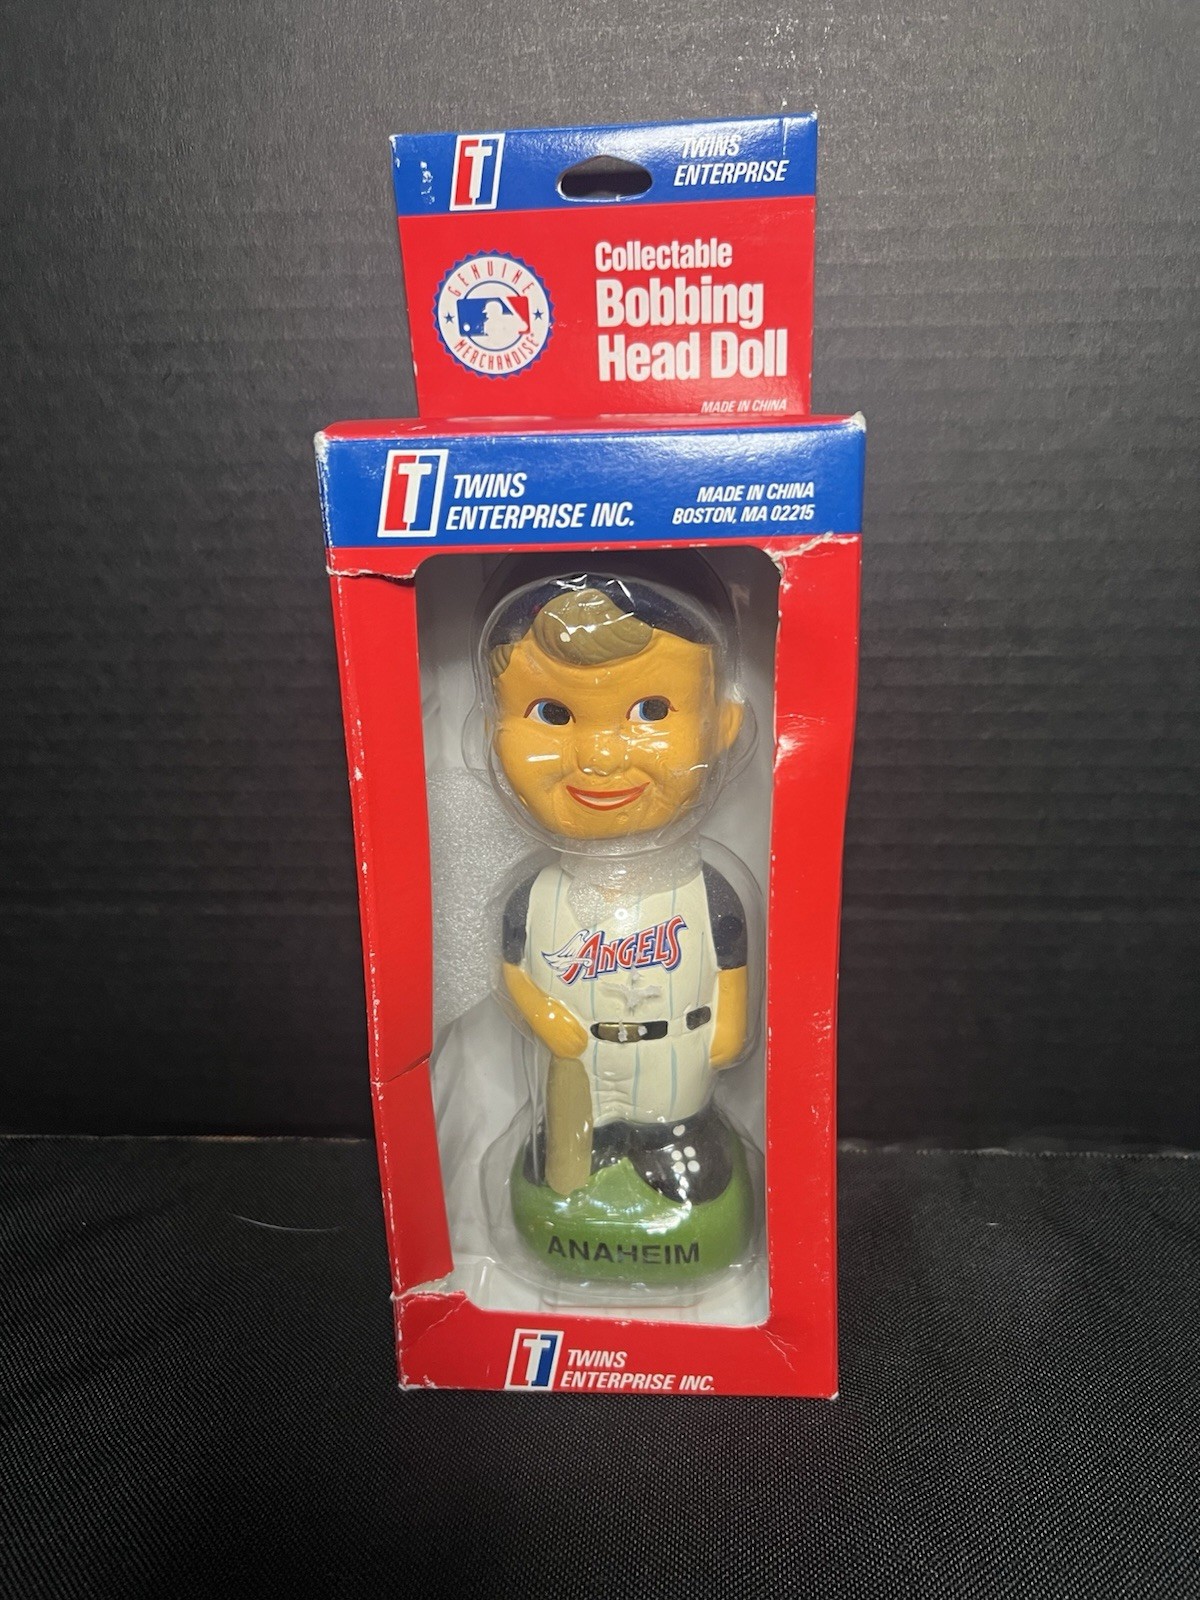 T
TWINS
ENTERPRISE
GENUINE
MERCHANDISE
Collectable
Bobbing
Head Doll
MADE IN CHINA
T
TWINS
ENTERPRISE INC.
MADE IN CHINA
BOSTON, MA 02215
ANGELS
ANAHEIM
T
TWINS
ENTERPRISE INC.